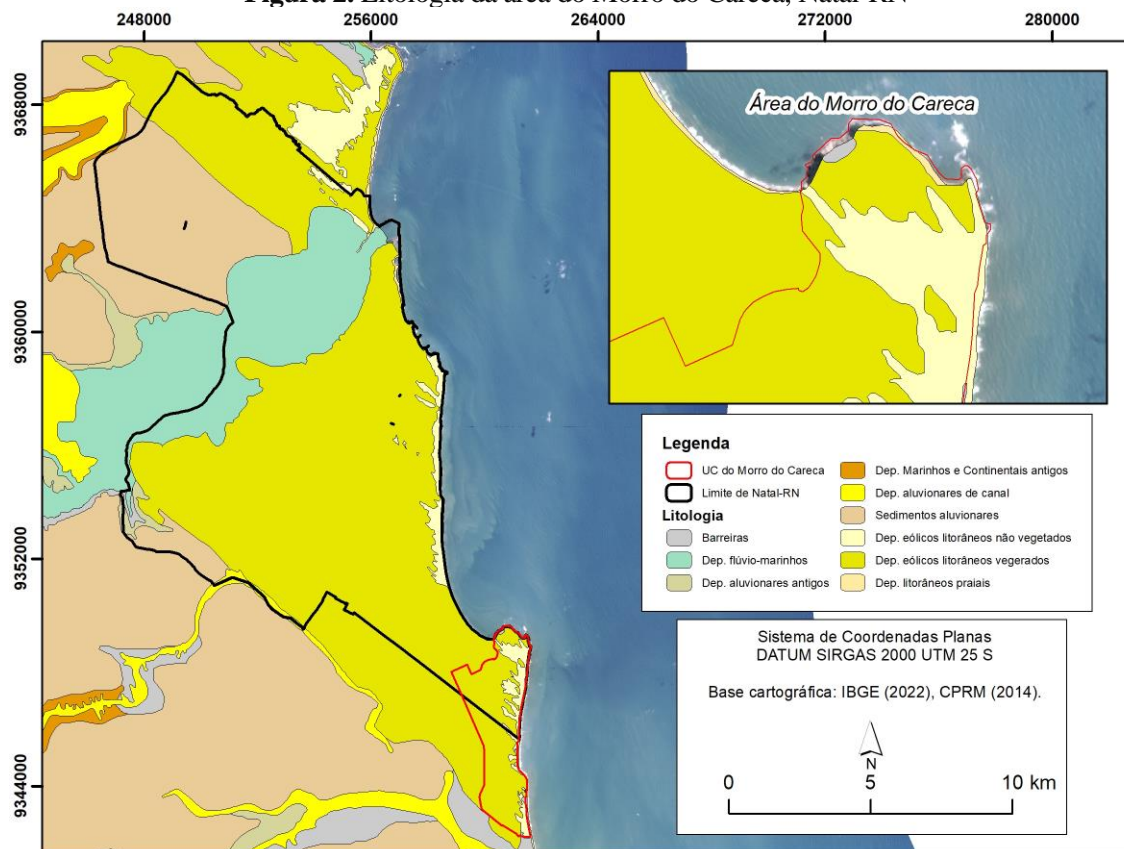 Figura 2. Litologia da área do Morro do Careca, Natal-RN
248000 256000 264000 272000 280000
9368000
9360000
9352000
9344000
Área do Morro do Careca
Legenda
UC do Morro do Careca
Limite de Natal-RN
Litologia
Barreiras
Dep. flúvio-marinhos
Dep. aluvionares antigos
Dep. Marinhos e Continentais antigos
Dep. aluvionares de canal
Sedimentos aluvionares
Dep. eólicos litorâneos não vegetados
Dep. eólicos litorâneos vegerados
Dep. litorâneos praiais
Sistema de Coordenadas Planas
DATUM SIRGAS 2000 UTM 25 S
Base cartográfica: IBGE (2022), CPRM (2014).
N
0 5 10 km